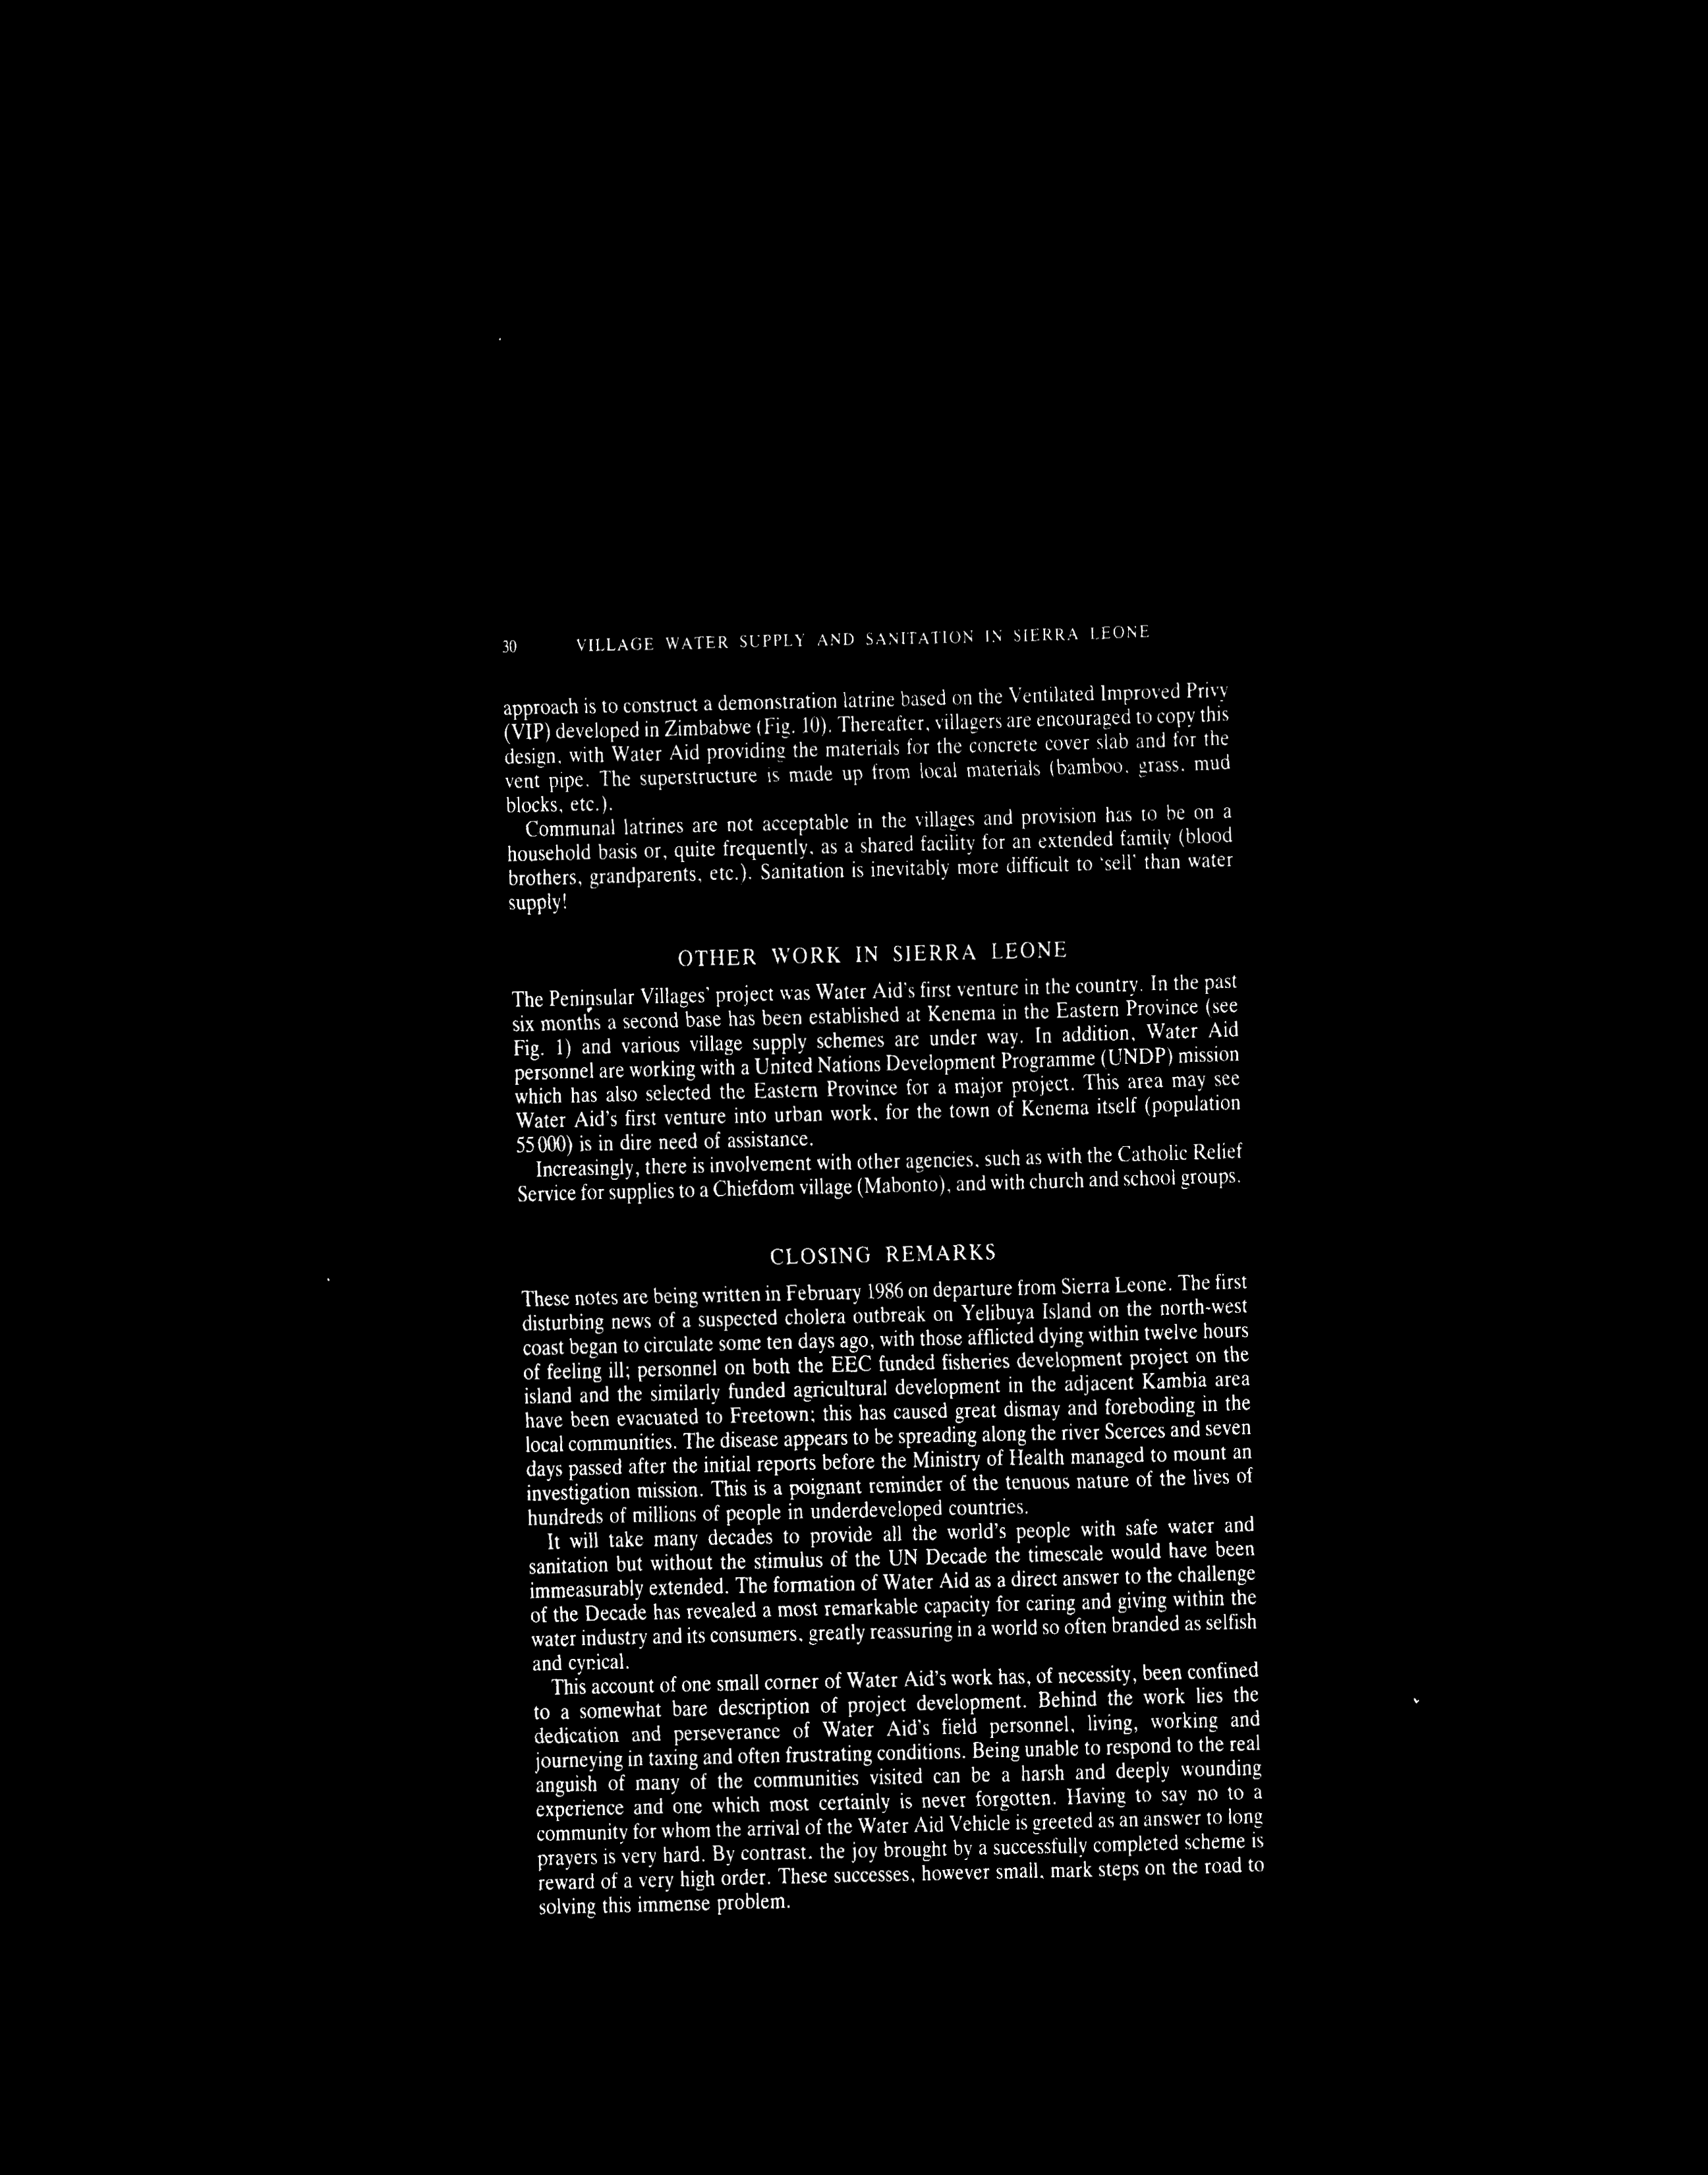 30 VILLAGE WATER SUPPLY AND SANITATION IN SIERRA LEONE
approach is to construct a demonstration latrine based on the Ventilated Improved Privy
(VIP) developed in Zimbabwe (Fig. 10). Thereafter, villagers are encouraged to copy this
design, with Water Aid providing the materials for the concrete cover slab and for the
vent pipe. The superstructure is made up from local materials (bamboo, grass, mud
blocks, etc.).
Communal latrines are not acceptable in the villages and provision has to be on a
household basis or, quite frequently, as a shared facility for an extended family (blood
brothers, grandparents, etc.). Sanitation is inevitably more difficult to 'sell' than water
supply!
OTHER WORK IN SIERRA LEONE
The Peninsular Villages' project was Water Aid's first venture in the country. In the past
six months a second base has been established at Kenema in the Eastern Province (see
Fig. 1) and various village supply schemes are under way. In addition, Water Aid
personnel are working with a United Nations Development Programme (UNDP) mission
which has also selected the Eastern Province for a major project. This area may see
Water Aid's first venture into urban work, for the town of Kenema itself (population
55 000) is in dire need of assistance.
Increasingly, there is involvement with other agencies, such as with the Catholic Relief
Service for supplies to a Chiefdom village (Mabonto), and with church and school groups.
CLOSING REMARKS
These notes are being written in February 1986 on departure from Sierra Leone. The first
disturbing news of a suspected cholera outbreak on Yelibuya Island on the north-west
coast began to circulate some ten days ago, with those afflicted dying within twelve hours
of feeling ill; personnel on both the EEC funded fisheries development project on the
island and the similarly funded agricultural development in the adjacent Kambia area
have been evacuated to Freetown; this has caused great dismay and foreboding in the
local communities. The disease appears to be spreading along the river Scerces and seven
days passed after the initial reports before the Ministry of Health managed to mount an
investigation mission. This is a poignant reminder of the tenuous nature of the lives of
hundreds of millions of people in underdeveloped countries.
It will take many decades to provide all the world's people with safe water and
sanitation but without the stimulus of the UN Decade the timescale would have been
immeasurably extended. The formation of Water Aid as a direct answer to the challenge
of the Decade has revealed a most remarkable capacity for caring and giving within the
water industry and its consumers, greatly reassuring in a world so often branded as selfish
and cynical.
This account of one small corner of Water Aid's work has, of necessity, been confined
to a somewhat bare description of project development. Behind the work lies the
dedication and perseverance of Water Aid's field personnel, living, working and
journeying in taxing and often frustrating conditions. Being unable to respond to the real
anguish of many of the communities visited can be a harsh and deeply wounding
experience and one which most certainly is never forgotten. Having to say no to a
community for whom the arrival of the Water Aid Vehicle is greeted as an answer to long
prayers is very hard. By contrast, the joy brought by a successfully completed scheme is
reward of a very high order. These successes, however small, mark steps on the road to
solving this immense problem.